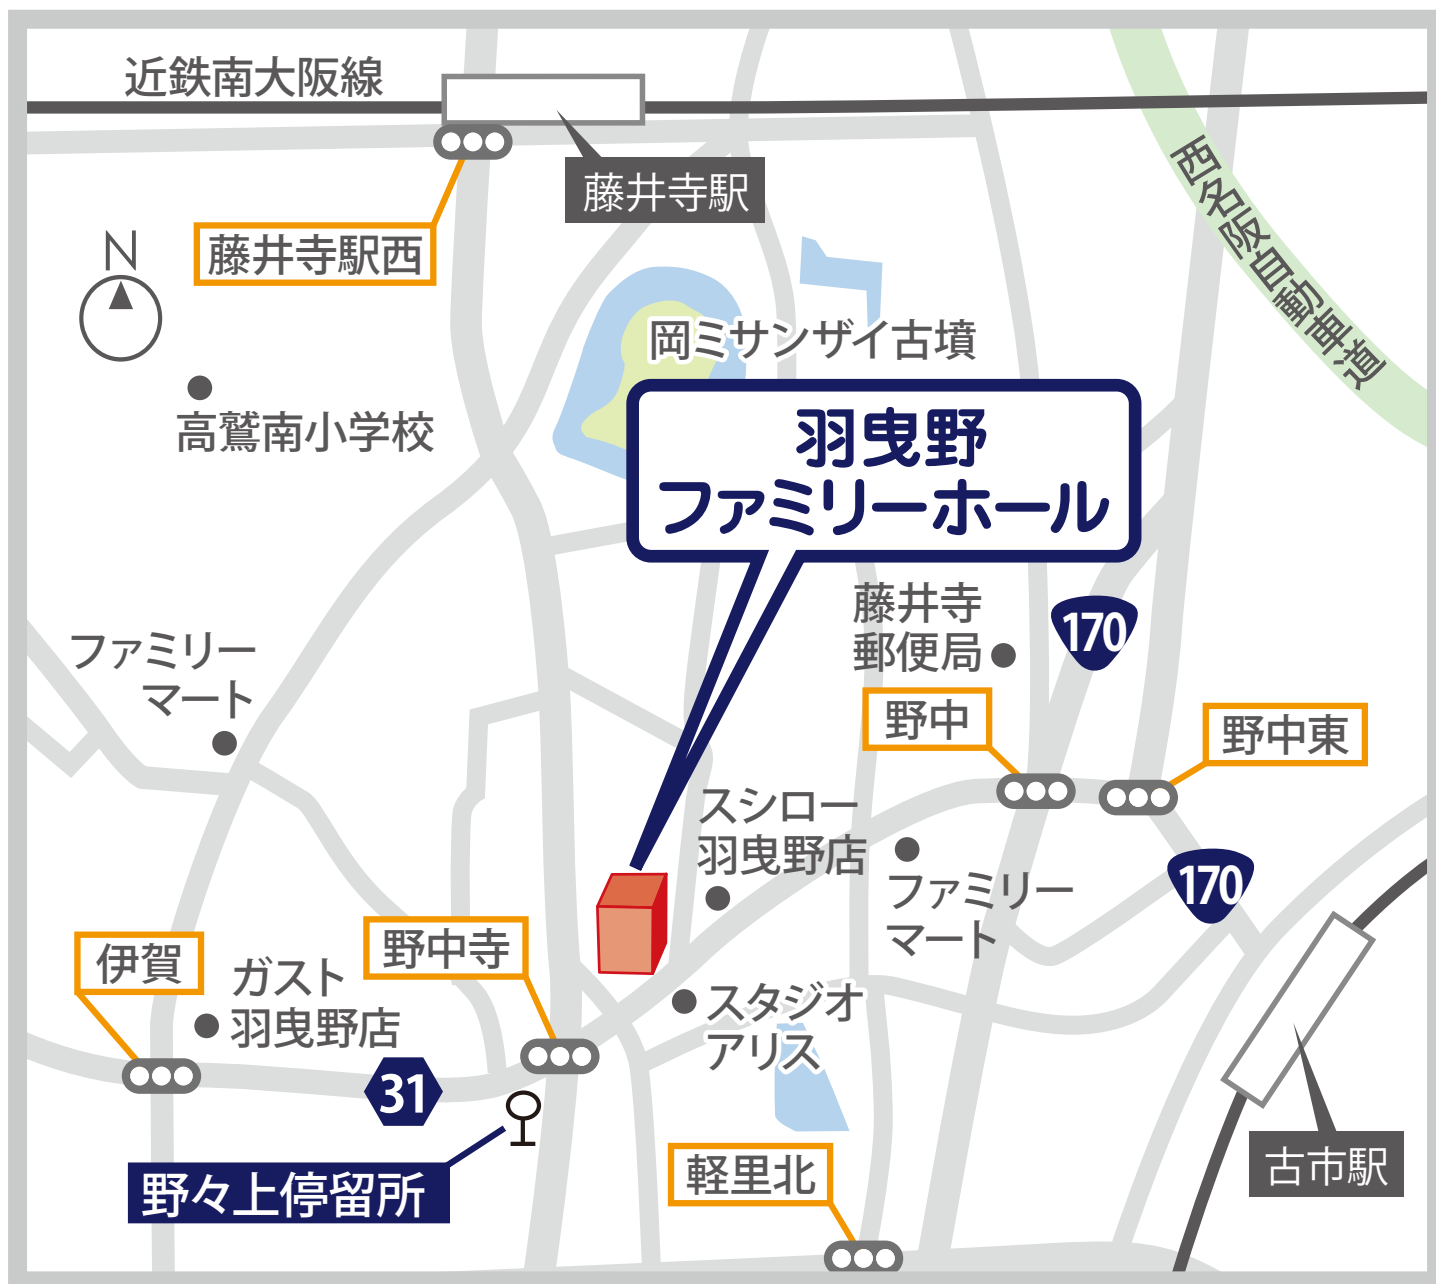 近鉄南大阪線
藤井寺駅
藤井寺駅西
N
西名阪自動車道
岡ミサンザイ古墳
高鷲南小学校
羽曳野
ファミリーホール
藤井寺
郵便局
170
ファミリー
マート
野中
野中東
スシロー
羽曳野店
ファミリー
マート
170
伊賀
ガスト
羽曳野店
野中寺
スタジオ
アリス
31
野々上停留所
軽里北
古市駅